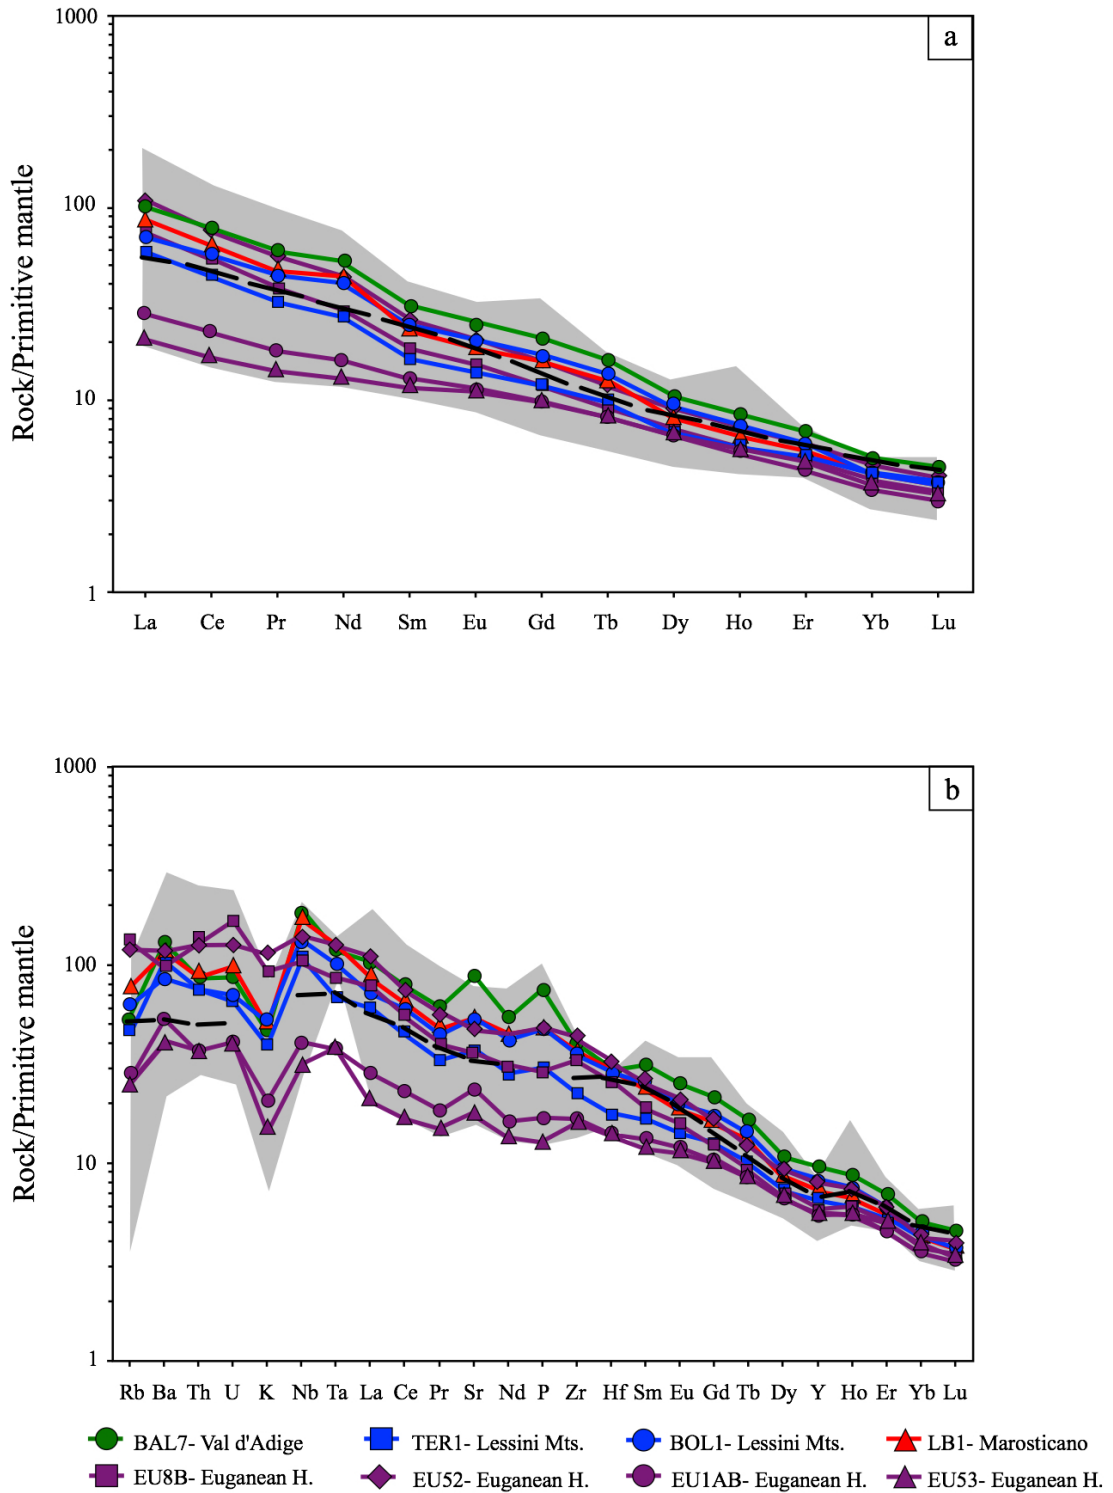 1000
a
100
10
1
Rock/Primitive mantle
La Ce Pr Nd Sm Eu Gd Tb Dy Ho Er Yb Lu
1000
b
100
10
1
Rock/Primitive mantle
Rb Ba Th U K Nb Ta La Ce Pr Sr Nd P Zr Hf Sm Eu Gd Tb Dy Y Ho Er Yb Lu
BAL7- Val d'Adige TER1- Lessini Mts. BOL1- Lessini Mts. LB1- Marosticano
EU8B- Euganean H. EU52- Euganean H. EU1AB- Euganean H. EU53- Euganean H.